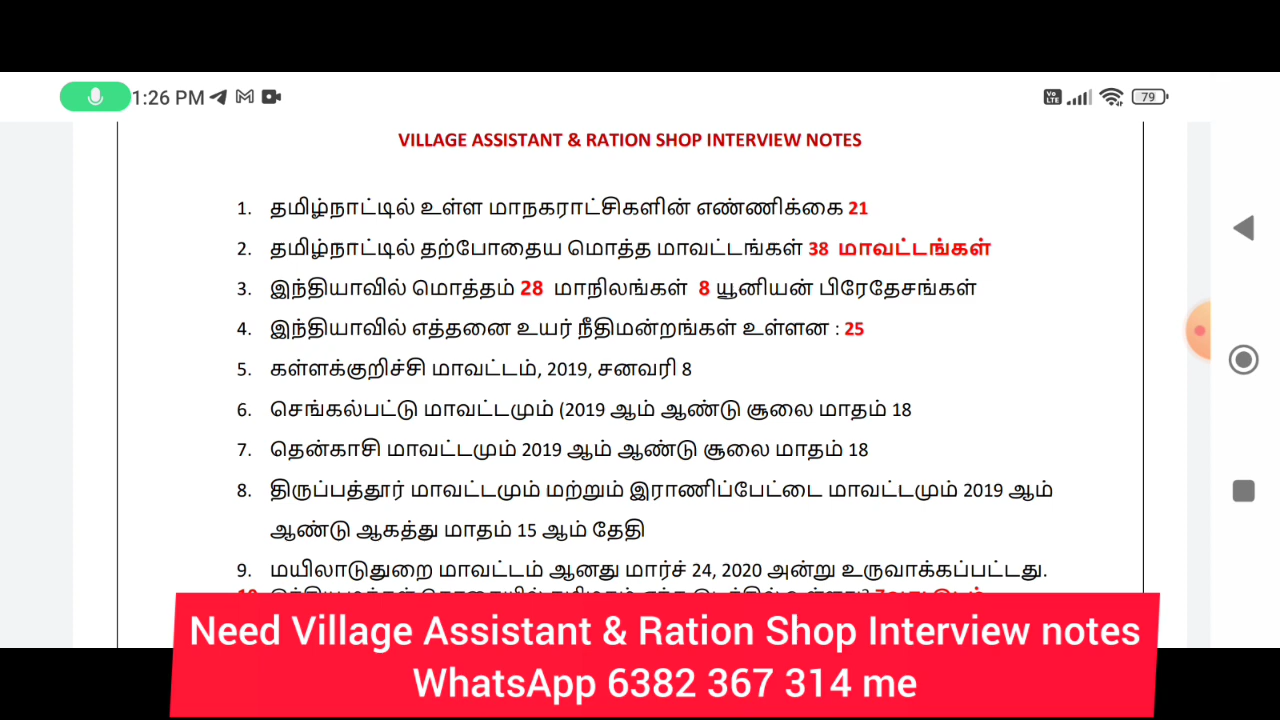 1:26 PM
Vo LTE 79
VILLAGE ASSISTANT & RATION SHOP INTERVIEW NOTES
1. தமிழ்நாட்டில் உள்ள மாநகராட்சிகளின் எண்ணிக்கை 21
2. தமிழ்நாட்டில் தற்போதைய மொத்த மாவட்டங்கள் 38 மாவட்டங்கள்
3. இந்தியாவில் மொத்தம் 28 மாநிலங்கள் 8 யூனியன் பிரேதேசங்கள்
4. இந்தியாவில் எத்தனை உயர் நீதிமன்றங்கள் உள்ளன : 25
5. கள்ளக்குறிச்சி மாவட்டம், 2019, சனவரி 8
6. செங்கல்பட்டு மாவட்டமும் (2019 ஆம் ஆண்டு சூலை மாதம் 18
7. தென்காசி மாவட்டமும் 2019 ஆம் ஆண்டு சூலை மாதம் 18
8. திருப்பத்தூர் மாவட்டமும் மற்றும் இராணிப்பேட்டை மாவட்டமும் 2019 ஆம்
ஆண்டு ஆகத்து மாதம் 15 ஆம் தேதி
9. மயிலாடுதுறை மாவட்டம் ஆனது மார்ச் 24, 2020 அன்று உருவாக்கப்பட்டது.
Need Village Assistant & Ration Shop Interview notes
WhatsApp 6382 367 314 me